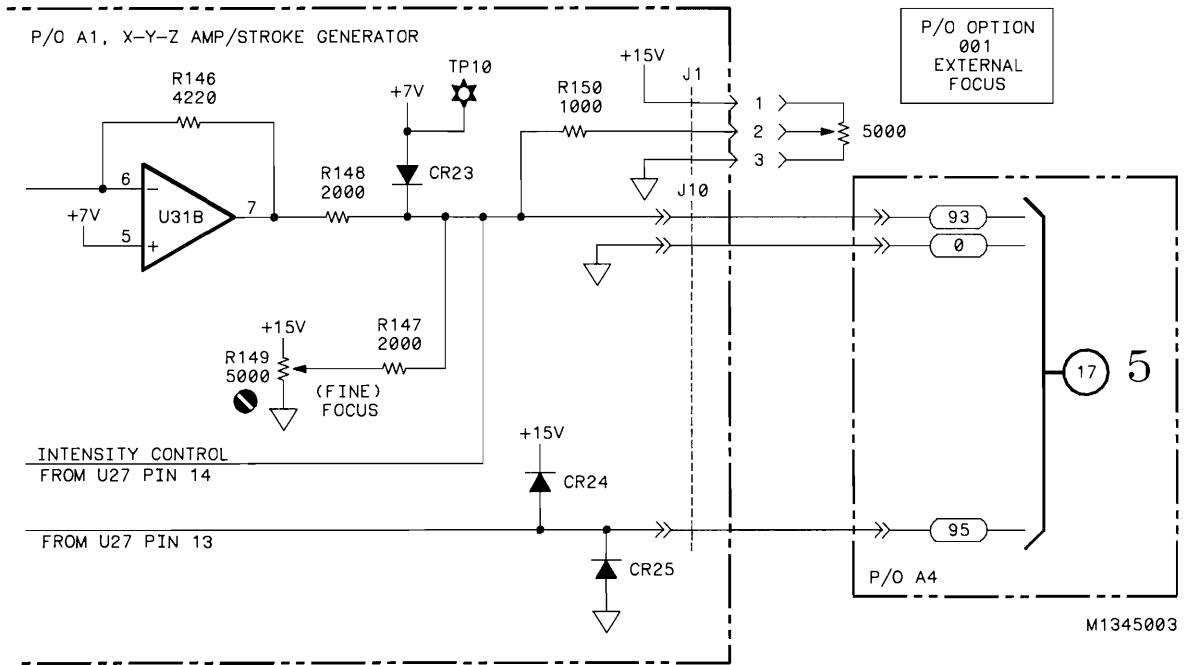 P/O A1, X-Y-Z AMP/STROKE GENERATOR
P/O OPTION
001
EXTERNAL
FOCUS
R146
4220
+7V
TP10
+15V
J1
R150
1000
1
2
3
5000
CR23
R148
2000
6
−
U31B
7
+7V
5
+
J10
93
0
+15V
R149
5000
R147
2000
(FINE)
FOCUS
17
5
INTENSITY CONTROL
FROM U27 PIN 14
+15V
CR24
FROM U27 PIN 13
95
CR25
P/O A4
M1345003